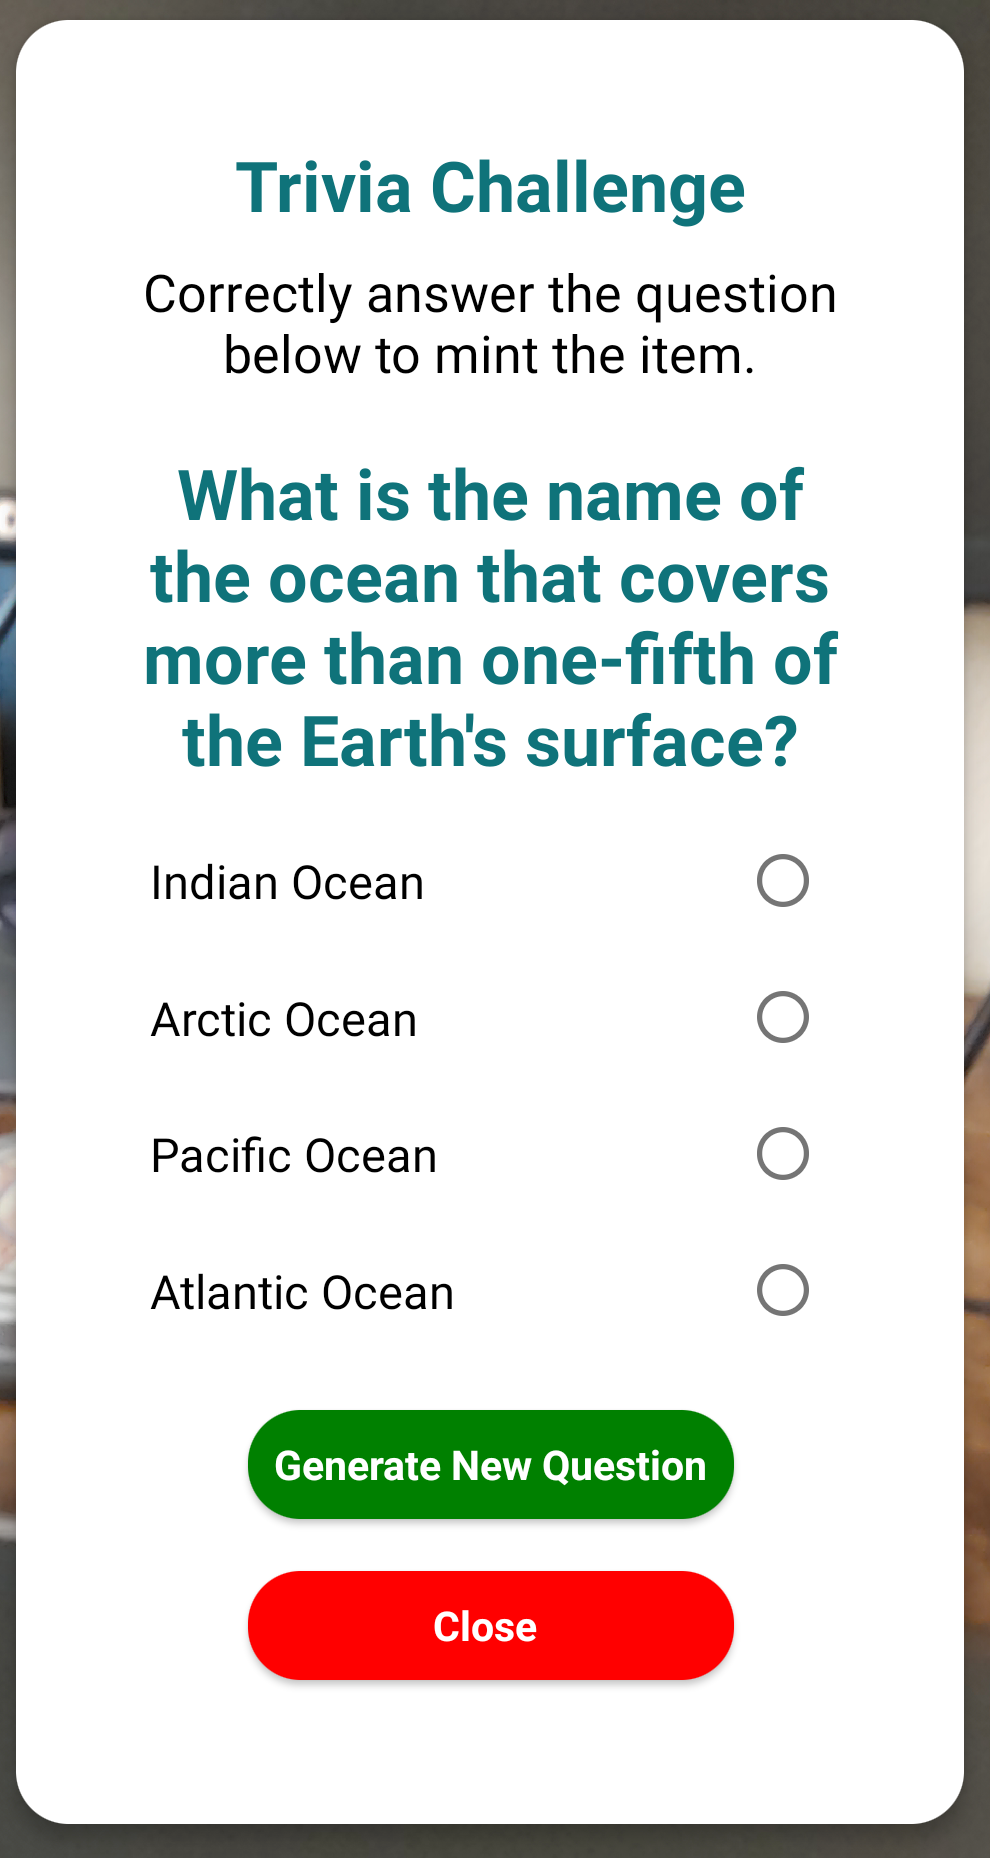 Trivia Challenge
Correctly answer the question
below to mint the item.
What is the name of
the ocean that covers
more than one-fifth of
the Earth's surface?
Indian Ocean
Arctic Ocean
Pacific Ocean
Atlantic Ocean
Generate New Question
Close